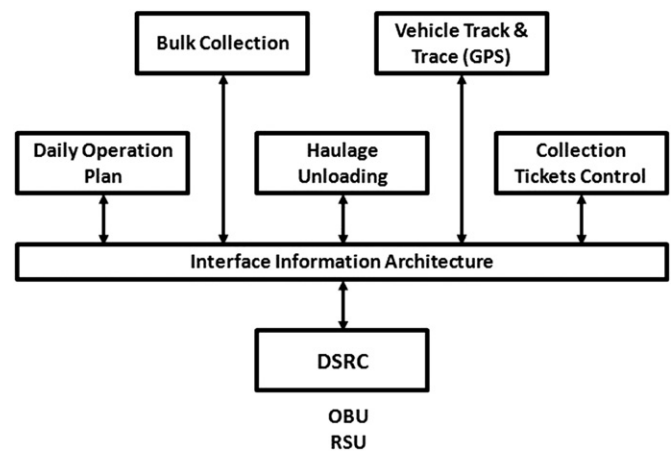 Bulk Collection
Vehicle Track &
Trace (GPS)
Daily Operation
Plan
Haulage
Unloading
Collection
Tickets Control
Interface Information Architecture
DSRC
OBU
RSU